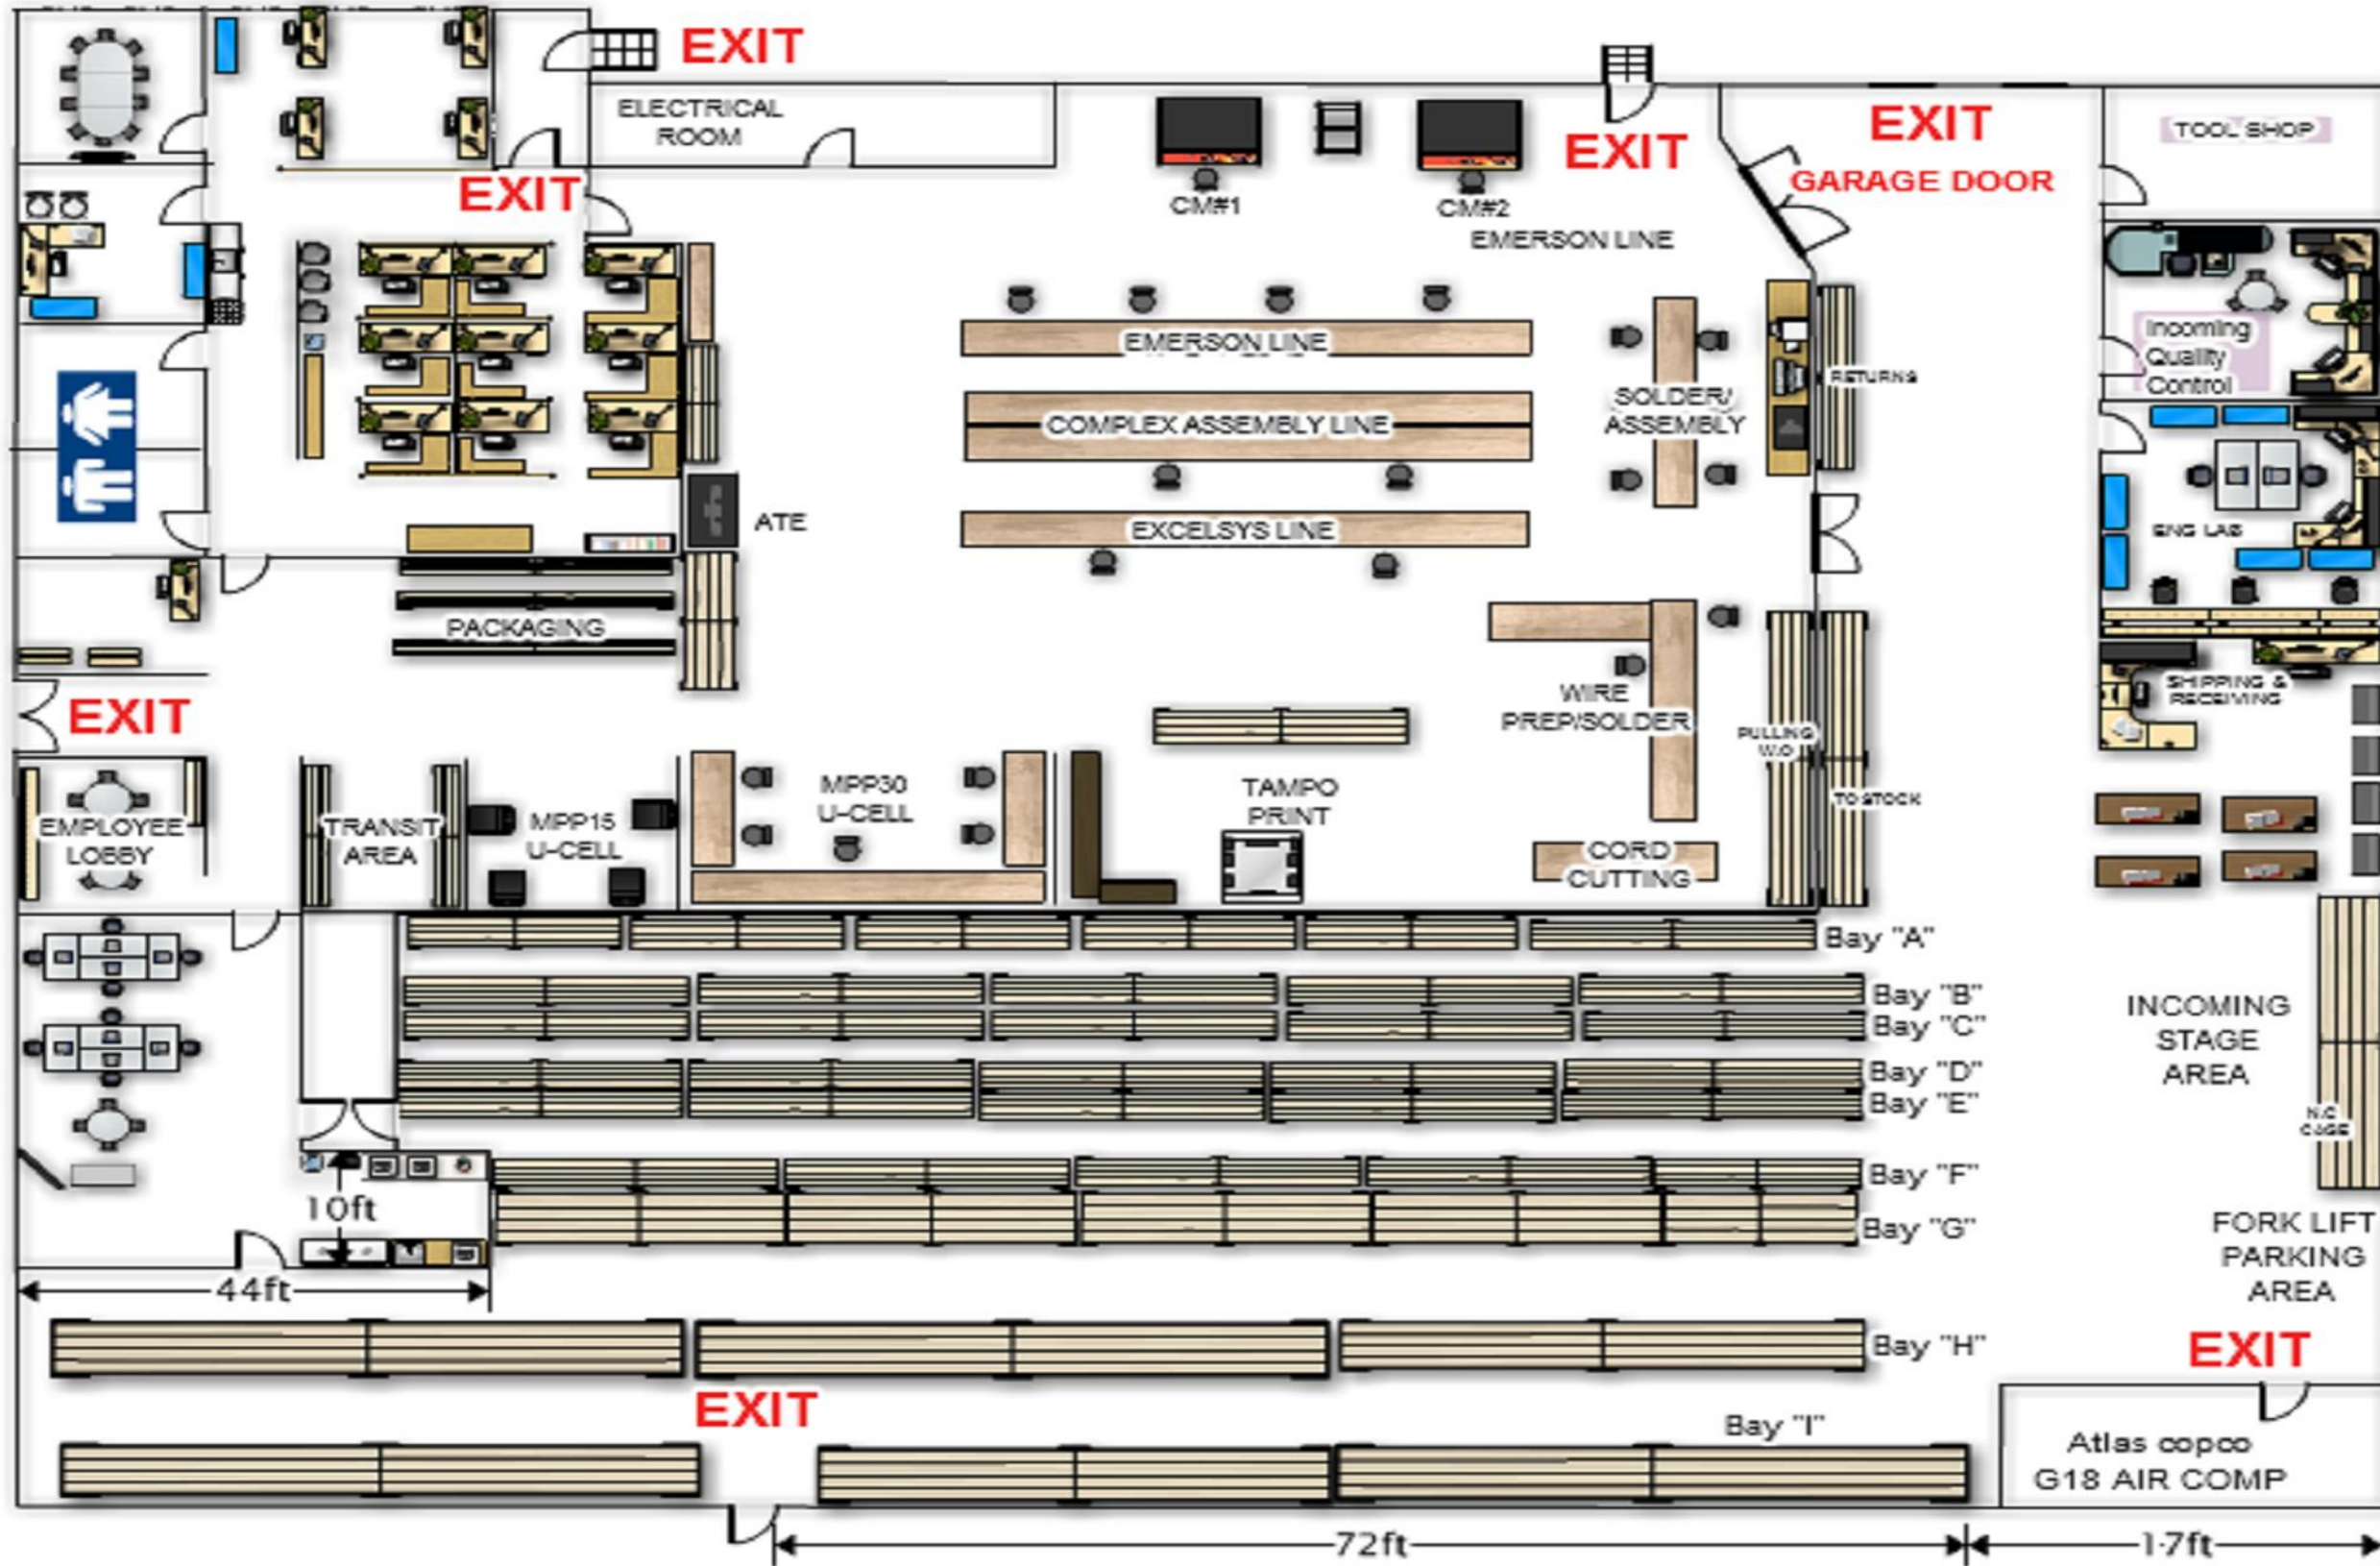 EXIT
ELECTRICAL
ROOM
EXIT
EXIT
GARAGE DOOR
EXIT
TOOL SHOP
EXIT
CM#1
CM#2
EMERSON LINE
Incoming
Quality
Control
EMERSON LINE
RETURNS
SOLDER/
ASSEMBLY
COMPLEX ASSEMBLY LINE
EXCELSYS LINE
ATE
ENG LAB
PACKAGING
EXIT
WIRE
PREP/SOLDER
SHIPPING &
RECEIVING
PULLING
W.O
TO STOCK
EMPLOYEE
LOBBY
TRANSIT
AREA
MPP15
U-CELL
MPP30
U-CELL
TAMPO
PRINT
CORD
CUTTING
Bay "A"
Bay "B"
Bay "C"
Bay "D"
Bay "E"
Bay "F"
Bay "G"
INCOMING
STAGE
AREA
N.C
CAGE
10ft
FORK LIFT
PARKING
AREA
44ft
Bay "H"
EXIT
EXIT
Bay "I"
Atlas copco
G18 AIR COMP
72ft
17ft